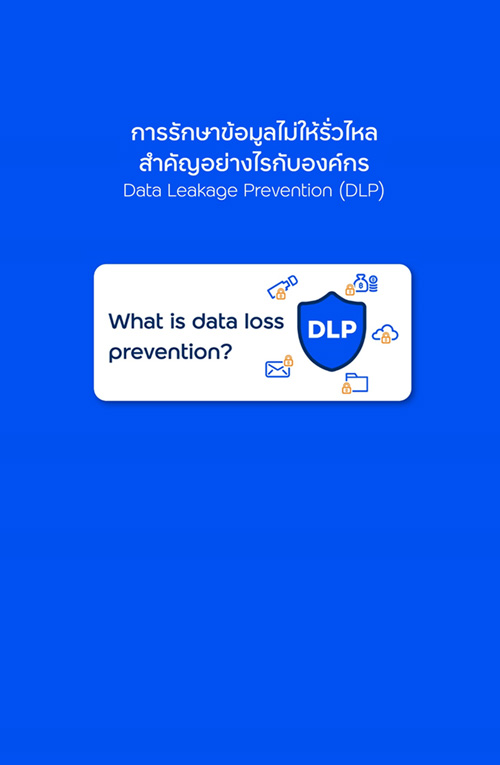 การรักษาข้อมูลไม่ให้รั่วไหล
สำคัญอย่างไรกับองค์กร
Data Leakage Prevention (DLP)
What is data loss
prevention?
DLP